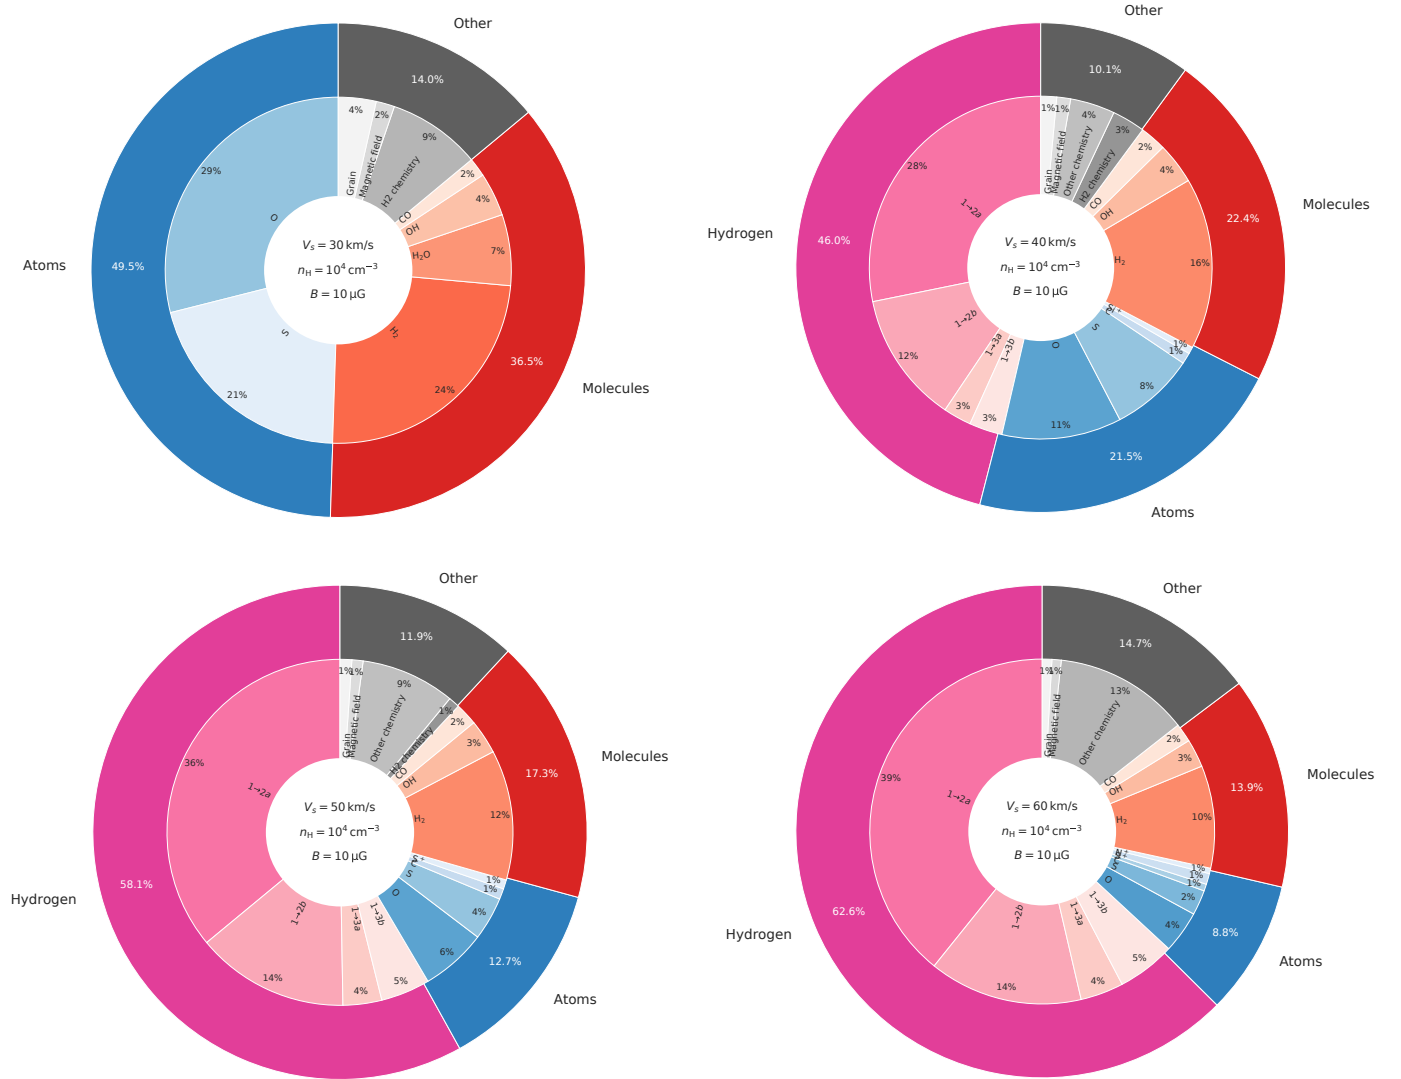 Other
14.0%
4%
2%
9%
Grain
Magnetic field
H2 chemistry
2%
CO
4%
OH
7%
H₂O
29%
O
Atoms
49.5%
V_s = 30 km/s
n_H = 10⁴ cm⁻³
B = 10 μG
S
21%
H₂
24%
36.5%
Molecules
Other
10.1%
1%
1%
4%
3%
Grain
Magnetic field
Other chemistry
H2 chemistry
2%
CO
4%
OH
28%
1→2a
22.4%
Molecules
Hydrogen
46.0%
V_s = 40 km/s
n_H = 10⁴ cm⁻³
B = 10 μG
H₂
16%
1→2b
12%
1→3a
3%
1→3b
3%
O
11%
S
8%
1%
1%
21.5%
Atoms
Other
11.9%
1%
1%
9%
1%
Grain
Magnetic field
Other chemistry
H2 chemistry
2%
CO
3%
OH
36%
1→2a
17.3%
Molecules
V_s = 50 km/s
n_H = 10⁴ cm⁻³
B = 10 μG
H₂
12%
Hydrogen
58.1%
1→2b
14%
1→3a
4%
1→3b
5%
O
6%
S
4%
1%
1%
12.7%
Atoms
Other
14.7%
1%
1%
13%
Grain
Magnetic field
Other chemistry
2%
CO
3%
OH
39%
1→2a
13.9%
Molecules
V_s = 60 km/s
n_H = 10⁴ cm⁻³
B = 10 μG
H₂
10%
Hydrogen
62.6%
1→2b
14%
1→3a
4%
1→3b
5%
O
4%
S
2%
1%
1%
1%
8.8%
Atoms